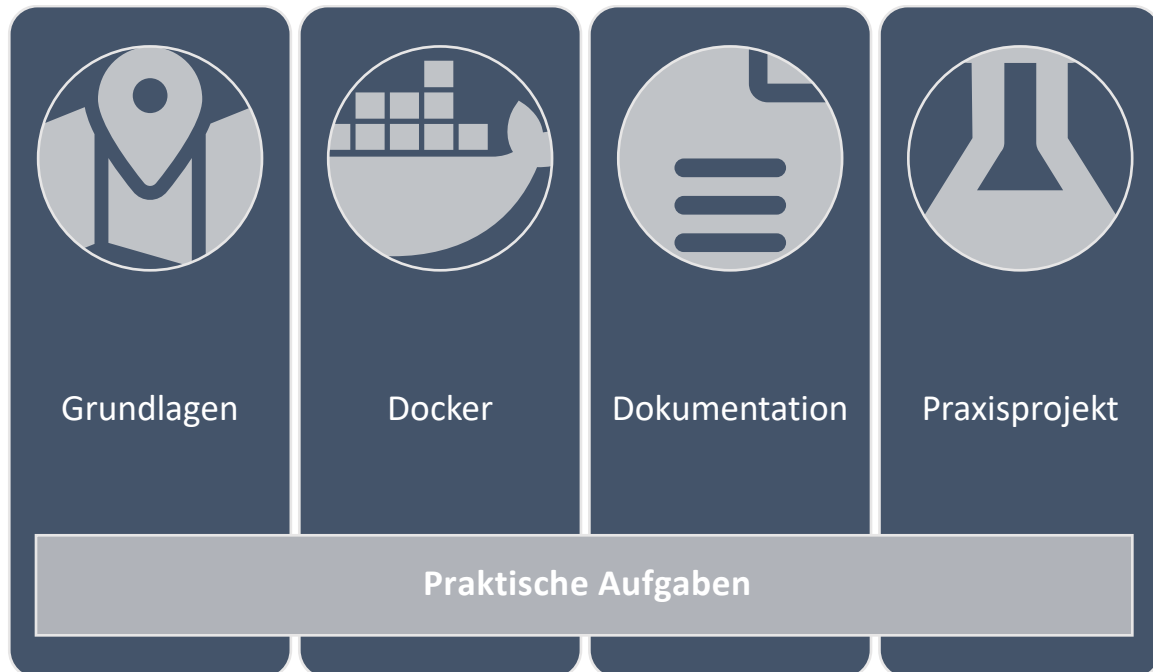 Grundlagen
Docker
Dokumentation
Praxisprojekt
Praktische Aufgaben